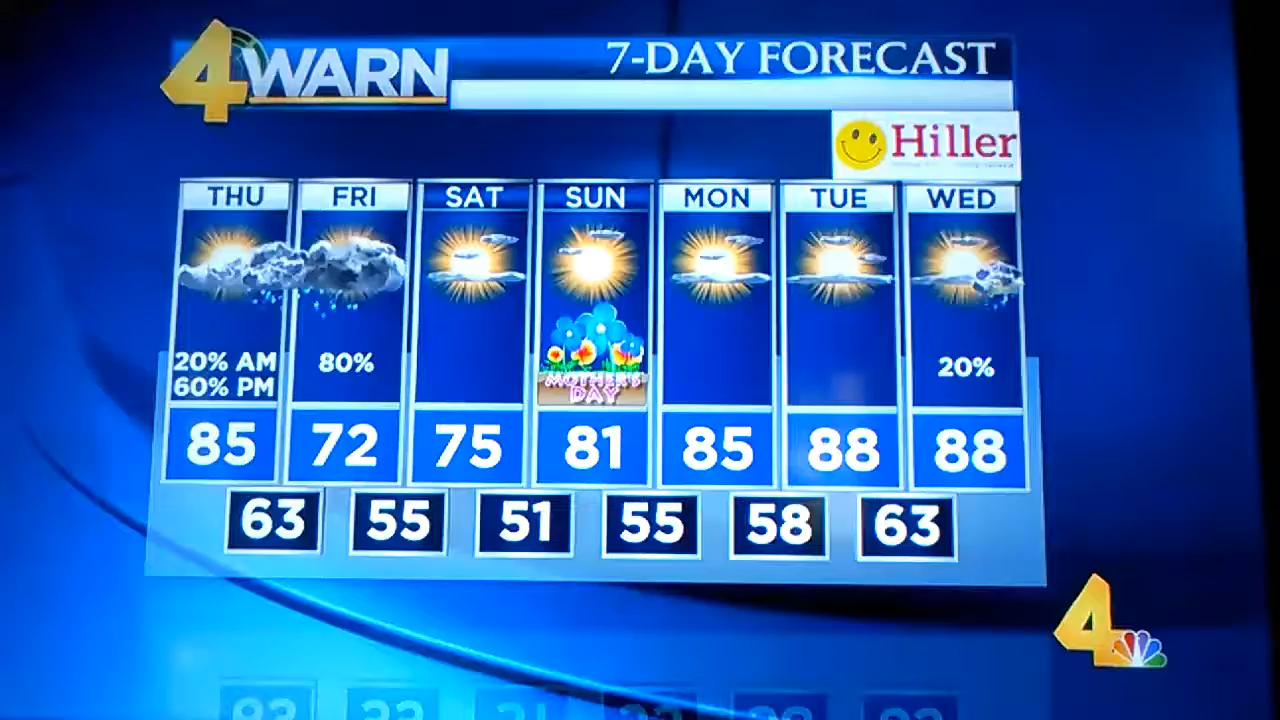 4WARN
7-DAY FORECAST
Hiller
THU FRI SAT SUN MON TUE WED
20% AM
60% PM
80%
20%
MOTHER'S
DAY
85 72 75 81 85 88 88
63 55 51 55 58 63
4